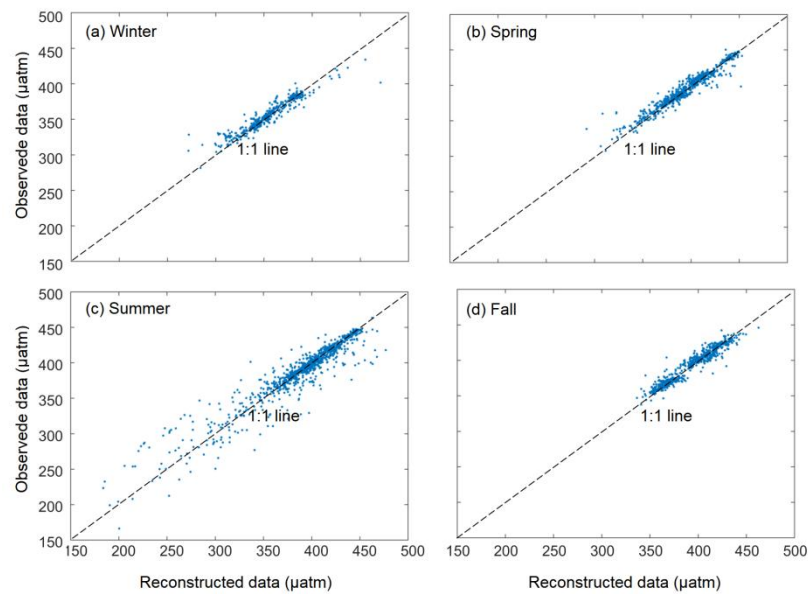 500
450
400
350
300
250
200
150
Observede data (μatm)
(a) Winter
1:1 line
(b) Spring
1:1 line
500
450
400
350
300
250
200
150
Observede data (μatm)
(c) Summer
1:1 line
150 200 250 300 350 400 450 500
Reconstructed data (μatm)
(d) Fall
1:1 line
150 200 250 300 350 400 450 500
Reconstructed data (μatm)